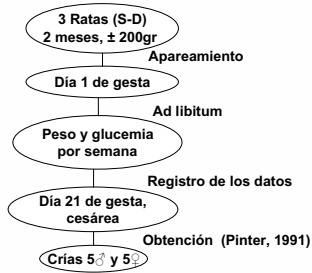 3 Ratas (S-D)
2 meses, ± 200gr
Apareamiento
Día 1 de gesta
Ad libitum
Peso y glucemia
por semana
Registro de los datos
Día 21 de gesta,
cesárea
Obtención (Pinter, 1991)
Crías 5♂ y 5♀